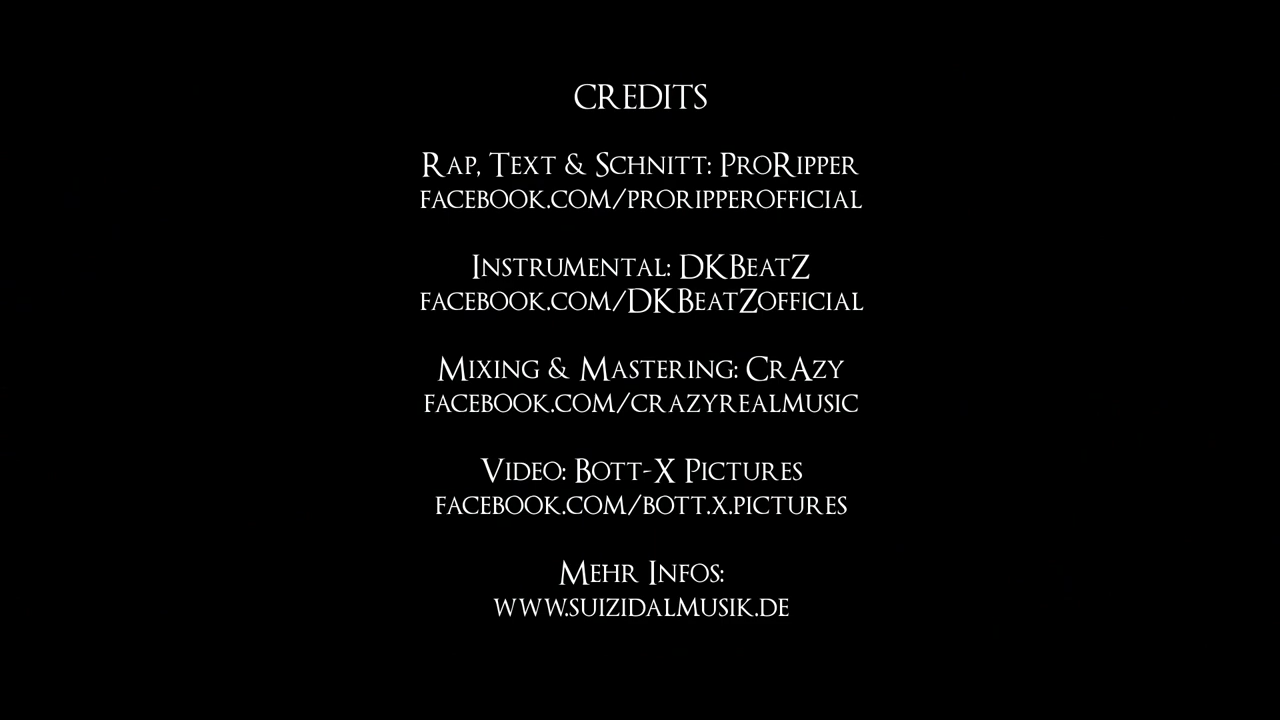 CREDITS
Rap, Text & Schnitt: ProRipper
facebook.com/proripperofficial
Instrumental: DKBeatZ
facebook.com/DKBeatZofficial
Mixing & Mastering: CrAzy
facebook.com/crazyrealmusic
Video: Bott-X Pictures
facebook.com/bott.x.pictures
Mehr Infos:
www.suizidalmusik.de